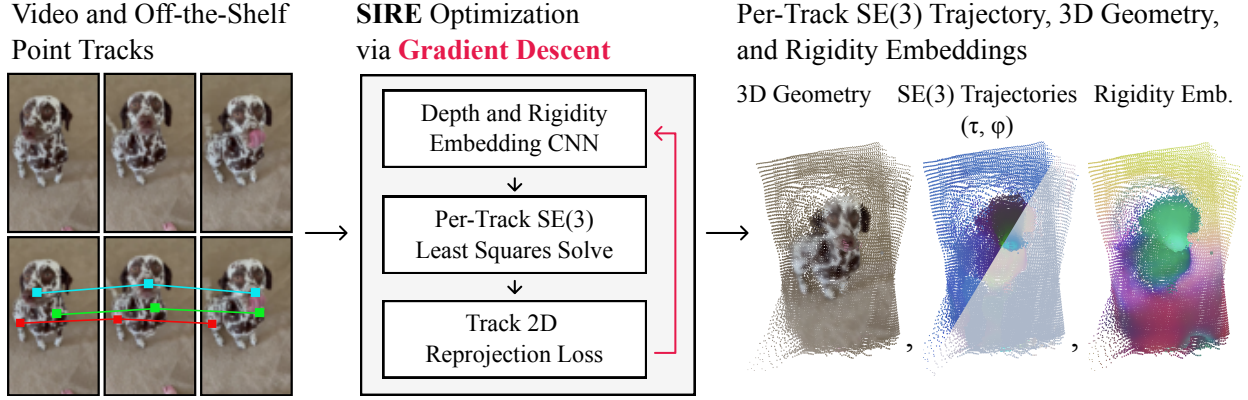 Video and Off-the-Shelf
Point Tracks
SIRE Optimization
via Gradient Descent
Depth and Rigidity
Embedding CNN
Per-Track SE(3)
Least Squares Solve
Track 2D
Reprojection Loss
Per-Track SE(3) Trajectory, 3D Geometry,
and Rigidity Embeddings
3D Geometry
SE(3) Trajectories
(τ, φ)
Rigidity Emb.
, ,